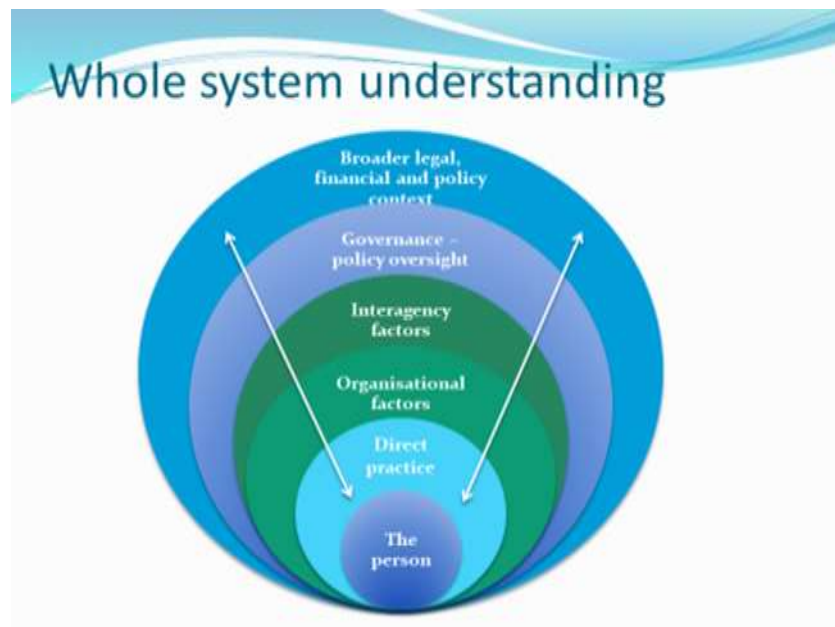 Whole system understanding
Broader legal,
financial and policy
context
Governance –
policy oversight
Interagency
factors
Organisational
factors
Direct
practice
The
person